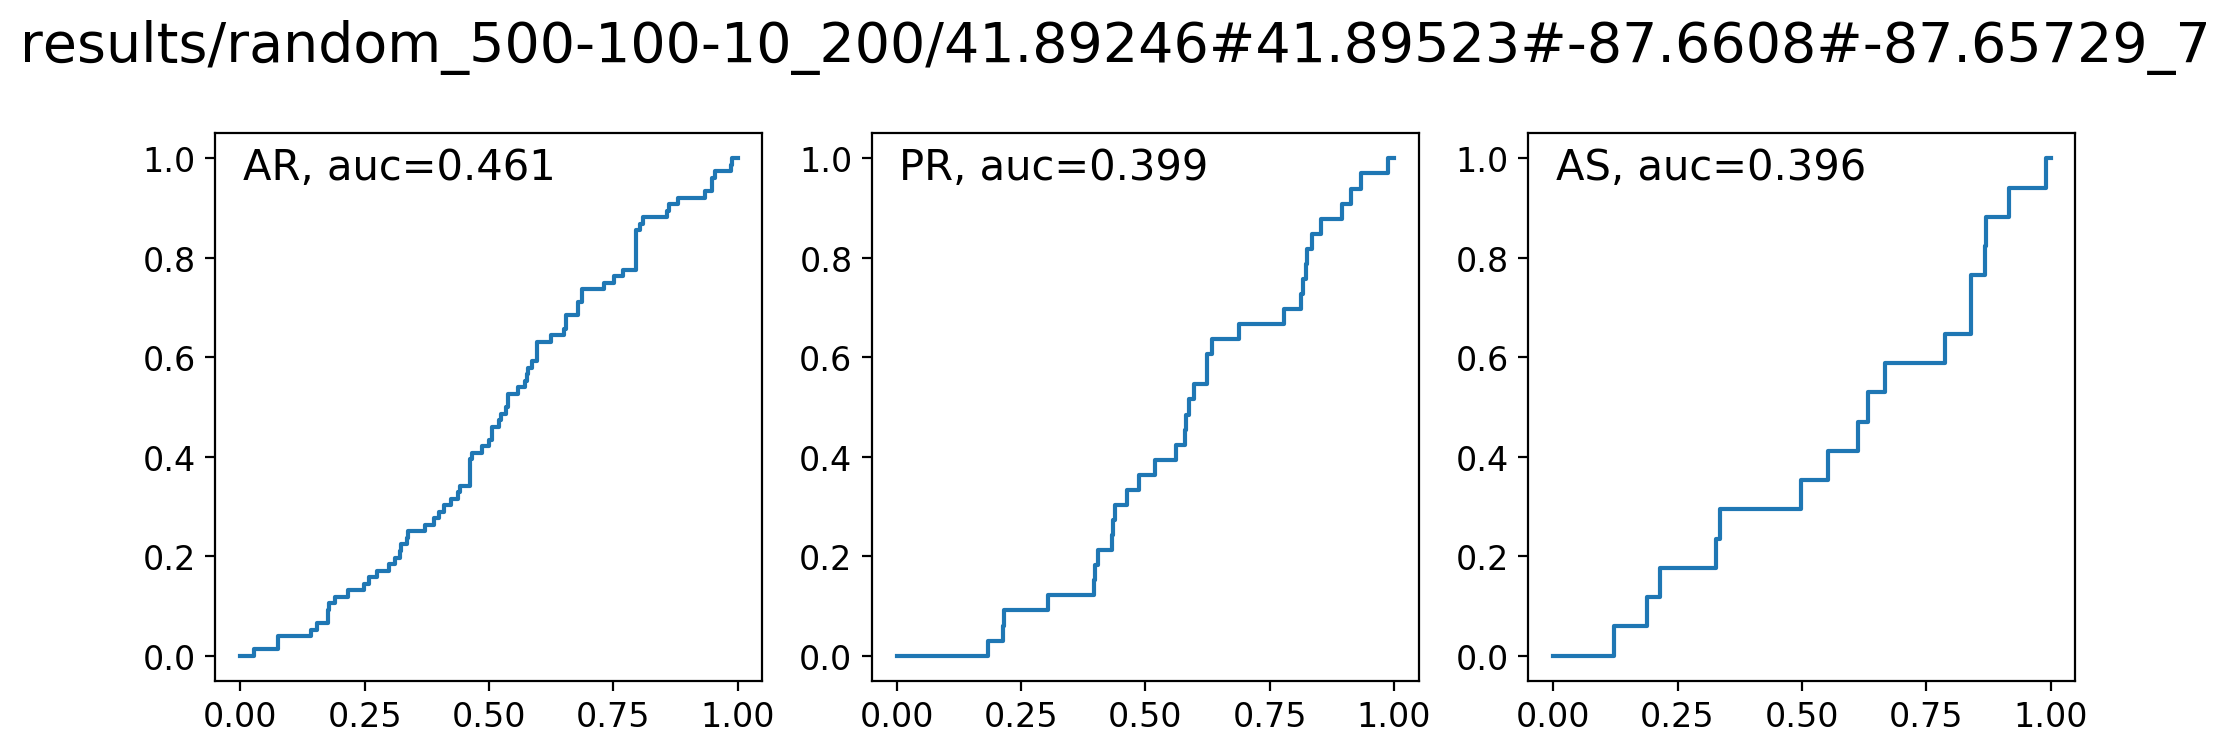 results/random_500-100-10_200/41.89246#41.89523#-87.6608#-87.65729_7
AR, auc=0.461
1.0
0.8
0.6
0.4
0.2
0.0
0.00 0.25 0.50 0.75 1.00
PR, auc=0.399
1.0
0.8
0.6
0.4
0.2
0.0
0.00 0.25 0.50 0.75 1.00
AS, auc=0.396
1.0
0.8
0.6
0.4
0.2
0.0
0.00 0.25 0.50 0.75 1.00